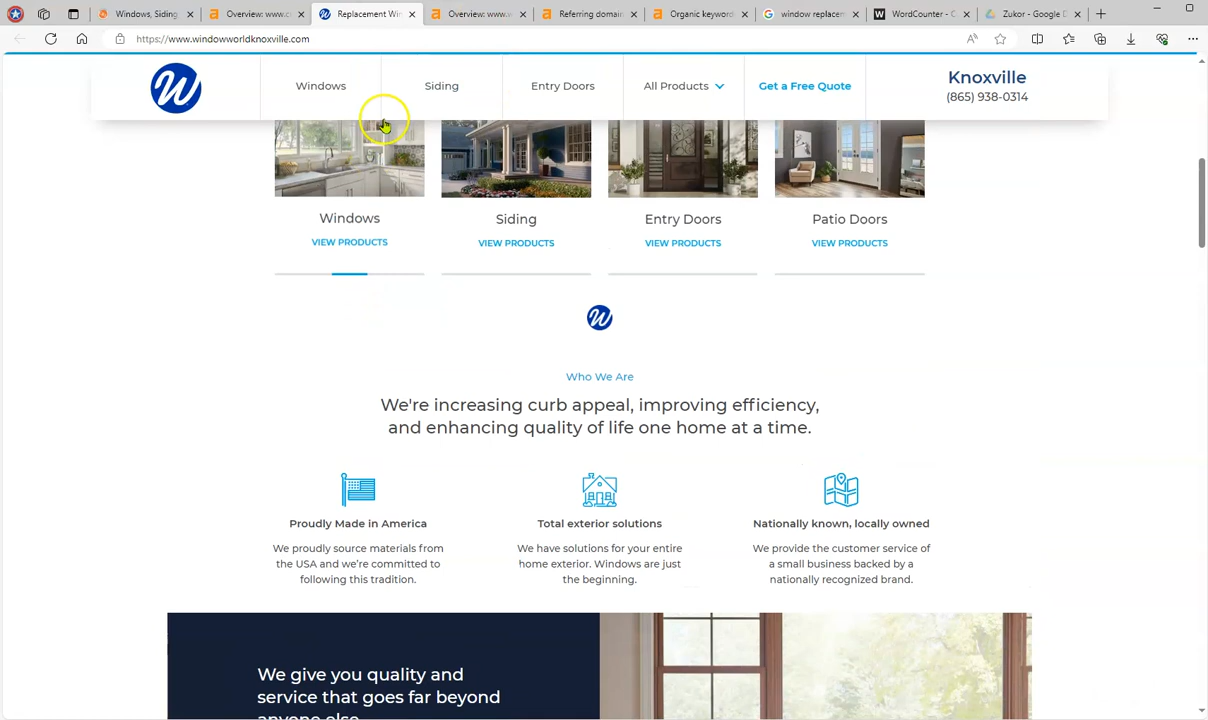 Windows, Siding
Overview: www.c
Replacement Win
Overview: www.
Referring domain
Organic keyword
window replacem
WordCounter - C
Zukor - Google D
https://www.windowworldknoxville.com
Windows
Siding
Entry Doors
All Products
Get a Free Quote
Knoxville
(865) 938-0314
Windows
Siding
Entry Doors
Patio Doors
VIEW PRODUCTS
VIEW PRODUCTS
VIEW PRODUCTS
VIEW PRODUCTS
W
Who We Are
We're increasing curb appeal, improving efficiency,
and enhancing quality of life one home at a time.
Proudly Made in America
We proudly source materials from
the USA and we're committed to
following this tradition.
Total exterior solutions
We have solutions for your entire
home exterior. Windows are just
the beginning.
Nationally known, locally owned
We provide the customer service of
a small business backed by a
nationally recognized brand.
We give you quality and
service that goes far beyond
anyone else